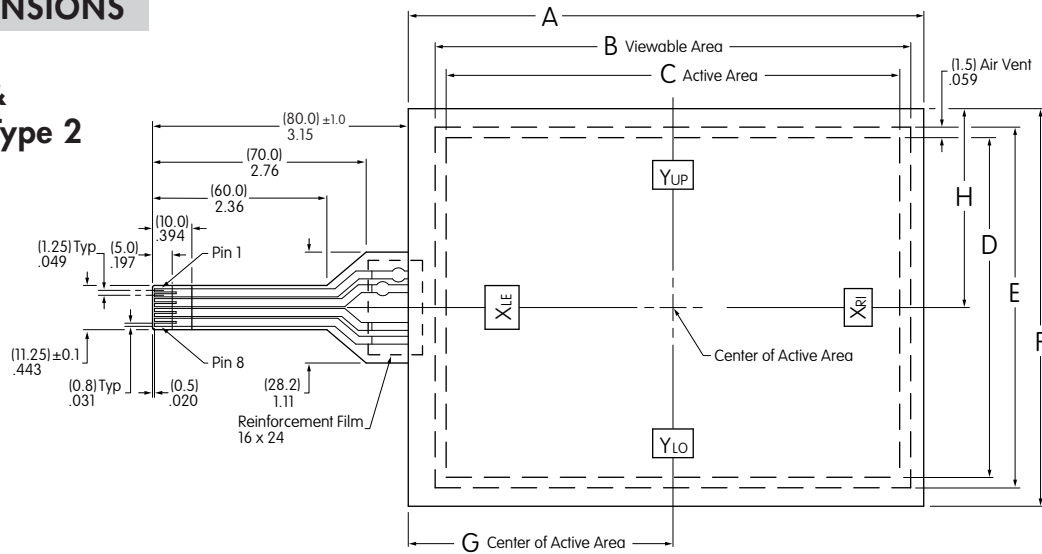 NSIONS
&
Type 2
A
B Viewable Area
C Active Area
(1.5) Air Vent
.059
(80.0) ±1.0
3.15
(70.0)
2.76
(60.0)
2.36
(10.0)
.394
(1.25) Typ
.049
(5.0)
.197
Pin 1
YUP
H
D
E
F
XLE
XRI
Center of Active Area
(11.25) ±0.1
.443
Pin 8
(0.8) Typ
.031
(0.5)
.020
(28.2)
1.11
Reinforcement Film
16 x 24
YLO
G Center of Active Area